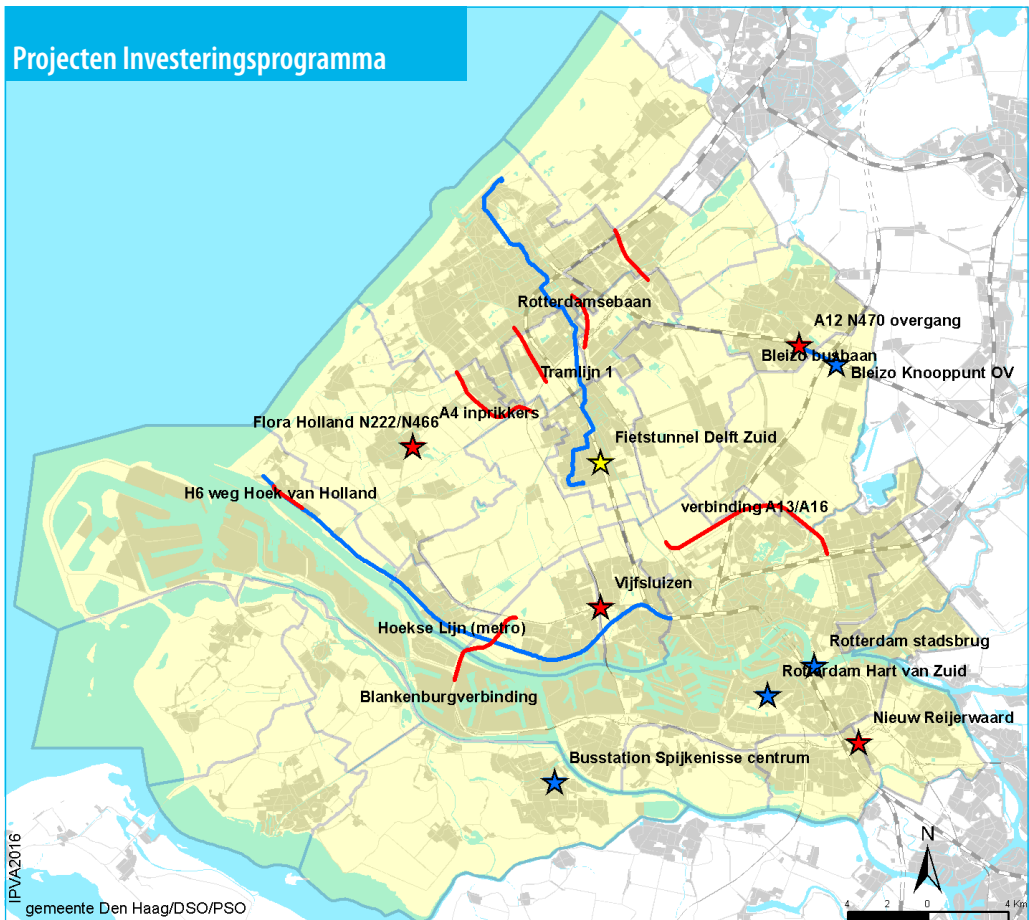 Projecten Investeringsprogramma
Rotterdamsebaan
A12 N470 overgang
Bleizo busbaan
Bleizo Knooppunt OV
Tramlijn 1
A4 inprikkers
Flora Holland N222/N466
Fietstunnel Delft Zuid
H6 weg Hoek van Holland
verbinding A13/A16
Vijfsluizen
Hoekse Lijn (metro)
Rotterdam stadsbrug
Rotterdam Hart van Zuid
Blankenburgverbinding
Nieuw Reijerwaard
Busstation Spijkenisse centrum
N
IPVA2016
gemeente Den Haag/DSO/PSO
4 2 0 4 Km